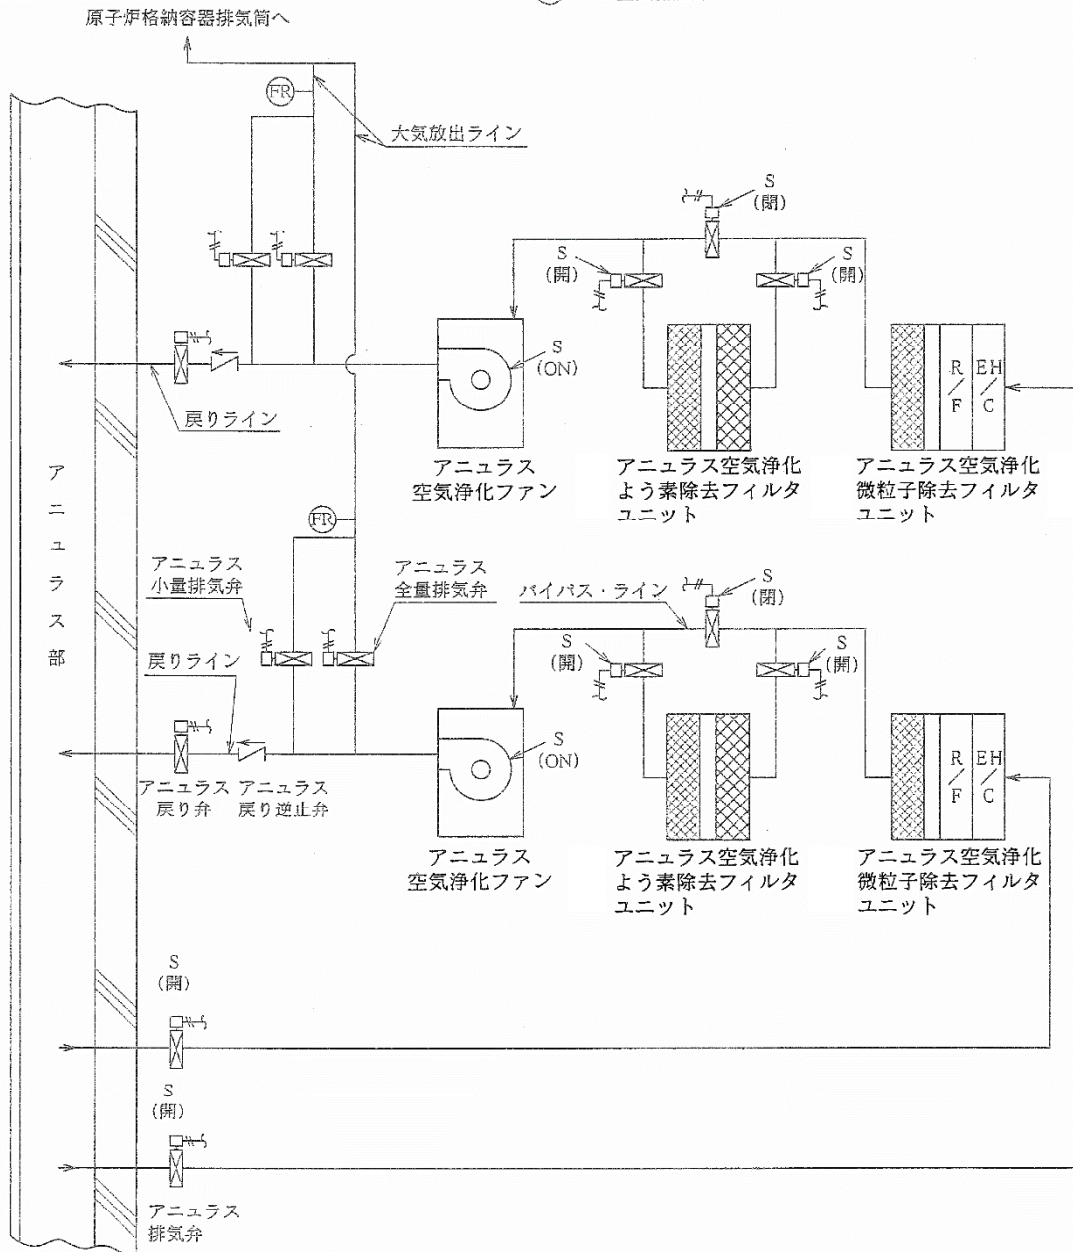 原子炉格納容器排気筒へ
FR
大気放出ライン
S
(閉)
S
(開)
S
(開)
S
(ON)
R/F
EH/C
戻りライン
アニュラス
空気浄化ファン
アニュラス空気浄化
よう素除去フィルタ
ユニット
アニュラス空気浄化
微粒子除去フィルタ
ユニット
アニュラス部
FR
アニュラス
小量排気弁
アニュラス
全量排気弁
バイパス・ライン
S
(閉)
S
(開)
S
(開)
戻りライン
S
(ON)
R/F
EH/C
アニュラス
戻り弁
アニュラス
戻り逆止弁
アニュラス
空気浄化ファン
アニュラス空気浄化
よう素除去フィルタ
ユニット
アニュラス空気浄化
微粒子除去フィルタ
ユニット
S
(開)
S
(開)
アニュラス
排気弁